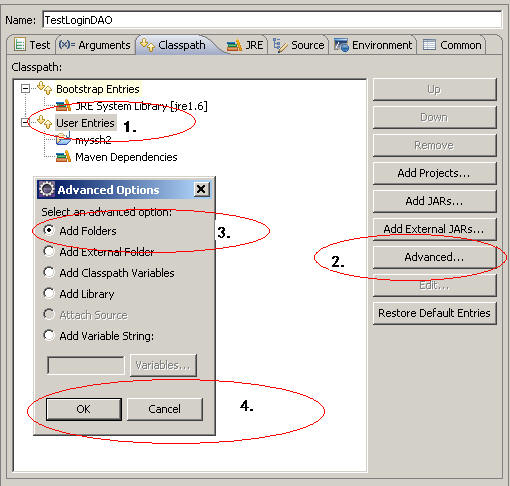 Name: TestLoginDAO
Test (x)= Arguments Classpath JRE Source Environment Common
Classpath:
Bootstrap Entries
JRE System Library [jre1.6]
User Entries 1.
myssh2
Maven Dependencies
Up
Down
Remove
Add Projects...
Add JARs...
Add External JARs...
2. Advanced...
Edit...
Restore Default Entries
Advanced Options
Select an advanced option:
Add Folders 3.
Add External Folder
Add Classpath Variables
Add Library
Attach Source
Add Variable String:
Variables...
OK Cancel 4.